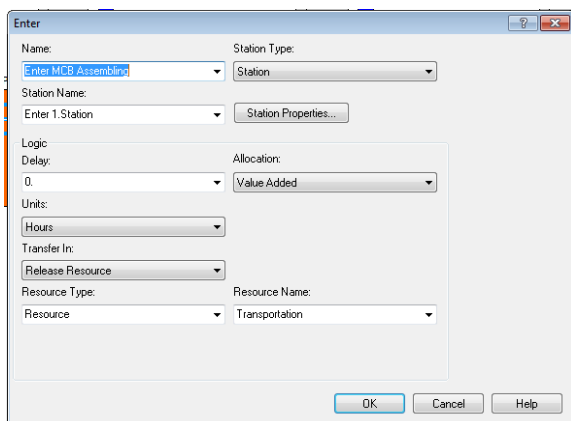 Enter
Name:
Station Type:
Enter MCB Assembling
Station
Station Name:
Enter 1.Station
Station Properties...
Logic
Delay:
Allocation:
0.
Value Added
Units:
Hours
Transfer In:
Release Resource
Resource Type:
Resource Name:
Resource
Transportation
OK
Cancel
Help